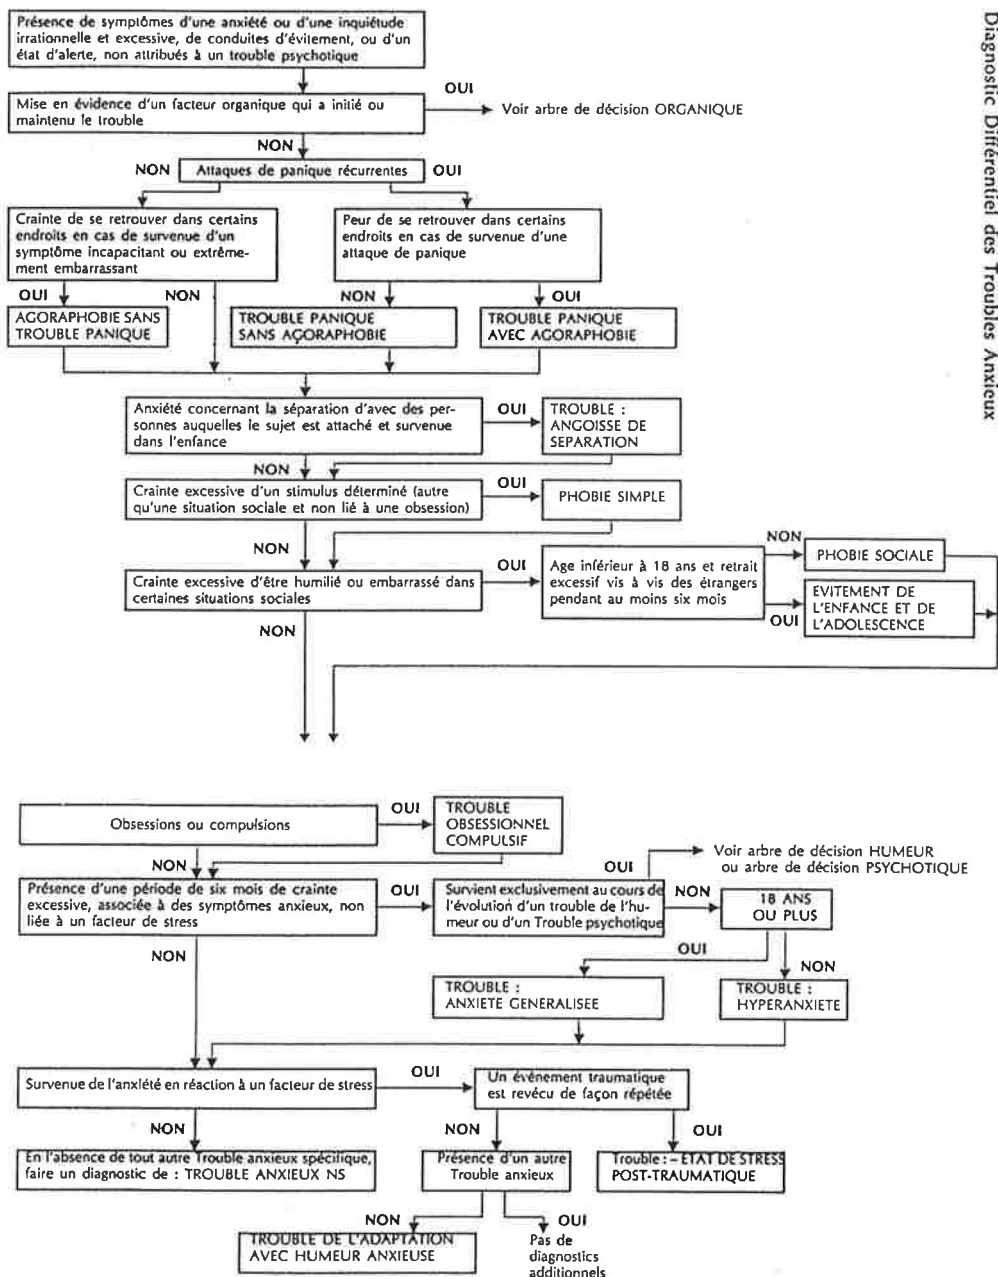 Diagnostic Différentiel des Troubles Anxieux
Présence de symptômes d'une anxiété ou d'une inquiétude
irrationnelle et excessive, de conduites d'évitement, ou d'un
état d'alerte, non attribués à un trouble psychotique
Mise en évidence d'un facteur organique qui a initié ou
maintenu le trouble
OUI
Voir arbre de décision ORGANIQUE
NON
NON
Attaques de panique récurrentes
OUI
Crainte de se retrouver dans certains
endroits en cas de survenue d'un
symptôme incapacitant ou extrême-
ment embarrassant
Peur de se retrouver dans certains
endroits en cas de survenue d'une
attaque de panique
OUI
NON
NON
OUI
AGORAPHOBIE SANS
TROUBLE PANIQUE
TROUBLE PANIQUE
SANS AGORAPHOBIE
TROUBLE PANIQUE
AVEC AGORAPHOBIE
Anxiété concernant la séparation d'avec des per-
sonnes auquelles le sujet est attaché et survenue
dans l'enfance
OUI
TROUBLE :
ANGOISSE DE
SEPARATION
NON
Crainte excessive d'un stimulus déterminé (autre
qu'une situation sociale et non lié à une obsession)
OUI
PHOBIE SIMPLE
NON
Crainte excessive d'être humilié ou embarrassé dans
certaines situations sociales
OUI
Age inférieur à 18 ans et retrait
excessif vis à vis des étrangers
pendant au moins six mois
NON
PHOBIE SOCIALE
OUI
EVITEMENT DE
L'ENFANCE ET DE
L'ADOLESCENCE
NON
Obsessions ou compulsions
OUI
TROUBLE
OBSESSIONNEL
COMPULSIF
NON
Présence d'une période de six mois de crainte
excessive, associée à des symptômes anxieux, non
liée à un facteur de stress
OUI
Survient exclusivement au cours de
l'évolution d'un trouble de l'hu-
meur ou d'un Trouble psychotique
OUI
Voir arbre de décision HUMEUR
ou arbre de décision PSYCHOTIQUE
NON
18 ANS
OU PLUS
NON
OUI
NON
TROUBLE :
ANXIETE GENERALISEE
TROUBLE :
HYPERANXIETE
Survenue de l'anxiété en réaction à un facteur de stress
OUI
Un événement traumatique
est revécu de façon répétée
NON
NON
OUI
En l'absence de tout autre Trouble anxieux spécifique,
faire un diagnostic de : TROUBLE ANXIEUX NS
Présence d'un autre
Trouble anxieux
Trouble : – ETAT DE STRESS
POST-TRAUMATIQUE
NON
OUI
TROUBLE DE L'ADAPTATION
AVEC HUMEUR ANXIEUSE
Pas de
diagnostics
additionnels